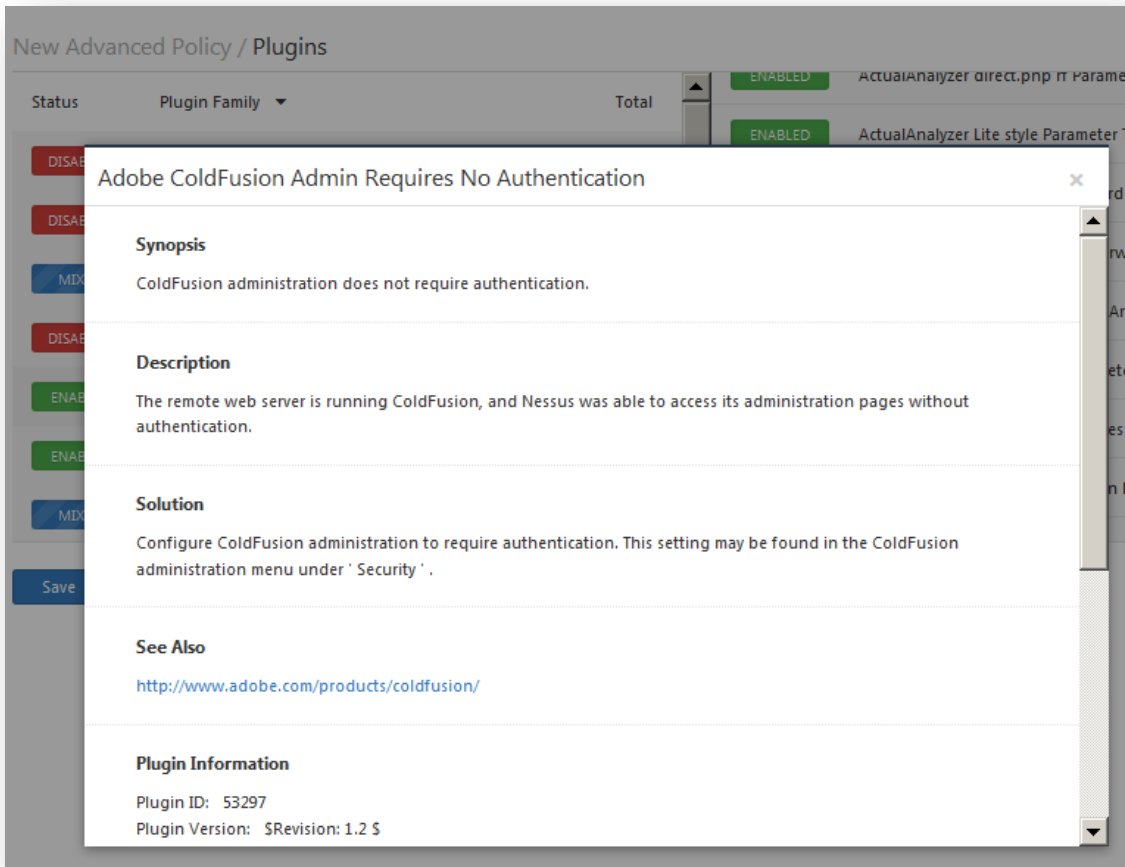 New Advanced Policy / Plugins
Status Plugin Family Total
ENABLED ActualAnalyzer direct.php rf
ENABLED ActualAnalyzer Lite style Parameter
Adobe ColdFusion Admin Requires No Authentication
Synopsis
ColdFusion administration does not require authentication.
Description
The remote web server is running ColdFusion, and Nessus was able to access its administration pages without
authentication.
Solution
Configure ColdFusion administration to require authentication. This setting may be found in the ColdFusion
administration menu under ' Security ' .
See Also
http://www.adobe.com/products/coldfusion/
Plugin Information
Plugin ID: 53297
Plugin Version: $Revision: 1.2 $
Save